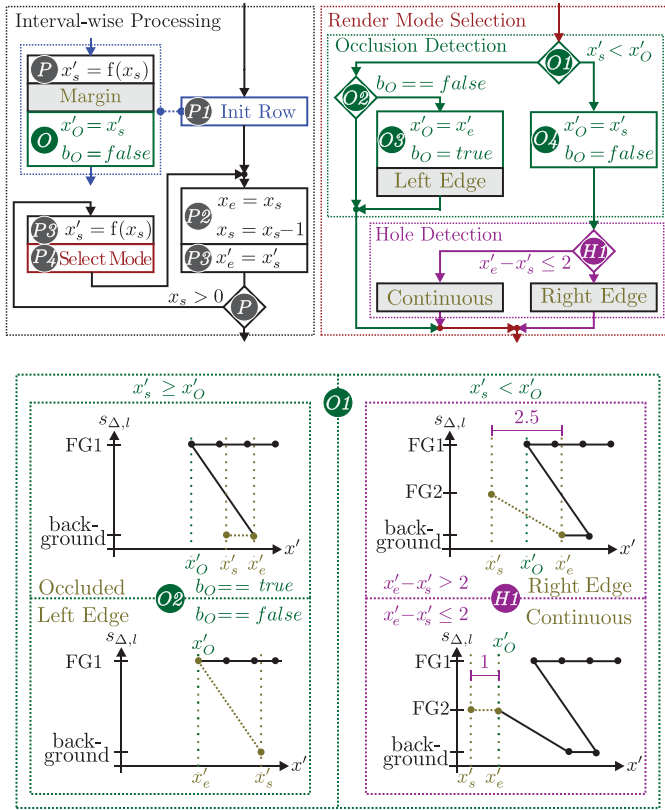 Interval-wise Processing
P x′s = f(xs)
Margin
O x′O = x′s
bO = false
P1 Init Row
P2 xe = xs
xs = xs−1
P3 x′e = x′s
P3 x′s = f(xs)
P4 Select Mode
xs > 0
P
Render Mode Selection
Occlusion Detection
O1
x′s < x′O
O2
bO == false
O3 x′O = x′e
bO = true
Left Edge
O4 x′O = x′s
bO = false
Hole Detection
H1
x′e−x′s ≤ 2
Continuous
Right Edge
x′s ≥ x′O
O1
x′s < x′O
sΔ,l
FG1
back-
ground
x′O x′s x′e
x′
Occluded
bO == true
sΔ,l
2.5
FG1
FG2
back-
ground
x′s x′O x′e
x′
x′e−x′s > 2
Right Edge
O2
H1
Left Edge
bO == false
sΔ,l
x′O
FG1
back-
ground
x′e x′s
x′
x′e−x′s ≤ 2
Continuous
sΔ,l
x′O
FG1
1
FG2
back-
ground
x′s x′e
x′